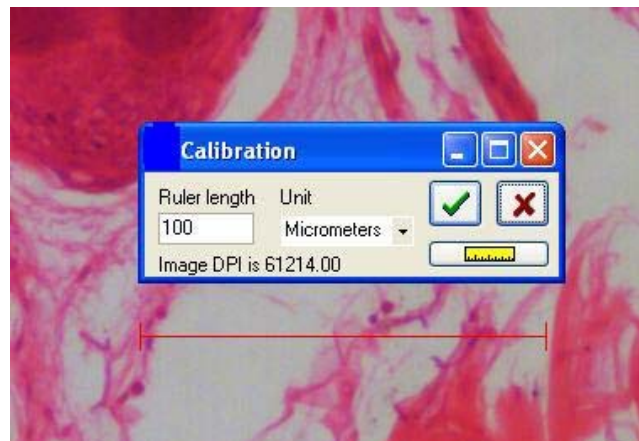 Calibration
Ruler length Unit
100 Micrometers
Image DPI is 61214.00